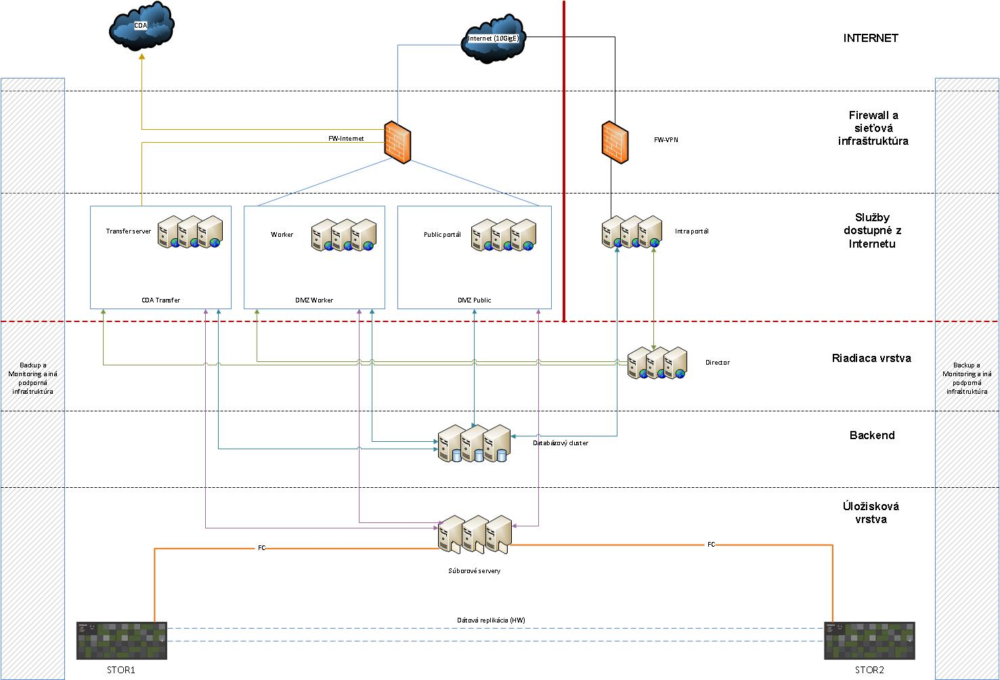 CDA
Internet (10GigE)
INTERNET
Firewall a
sieťová
infraštruktúra
FW-Internet
FW-VPN
Služby
dostupné z
Internetu
Transfer server
Worker
Public portál
Intra portál
CDA Transfer
DMZ Worker
DMZ Public
Riadiaca vrstva
Director
Backup a
Monitoring a iná
podporná
infraštruktúra
Backup a
Monitoring a iná
podporná
infraštruktúra
Backend
Databázový cluster
Úložisková
vrstva
FC
FC
Súborové servery
Dátová replikácia (HW)
STOR1
STOR2